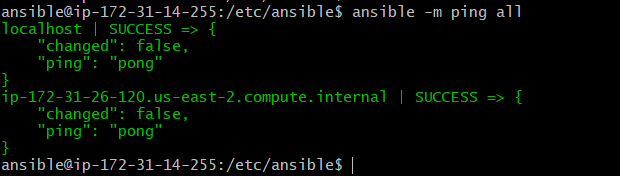 ansible@ip-172-31-14-255:/etc/ansible$ ansible -m ping all
localhost | SUCCESS => {
    "changed": false,
    "ping": "pong"
}
ip-172-31-26-120.us-east-2.compute.internal | SUCCESS => {
    "changed": false,
    "ping": "pong"
}
ansible@ip-172-31-14-255:/etc/ansible$